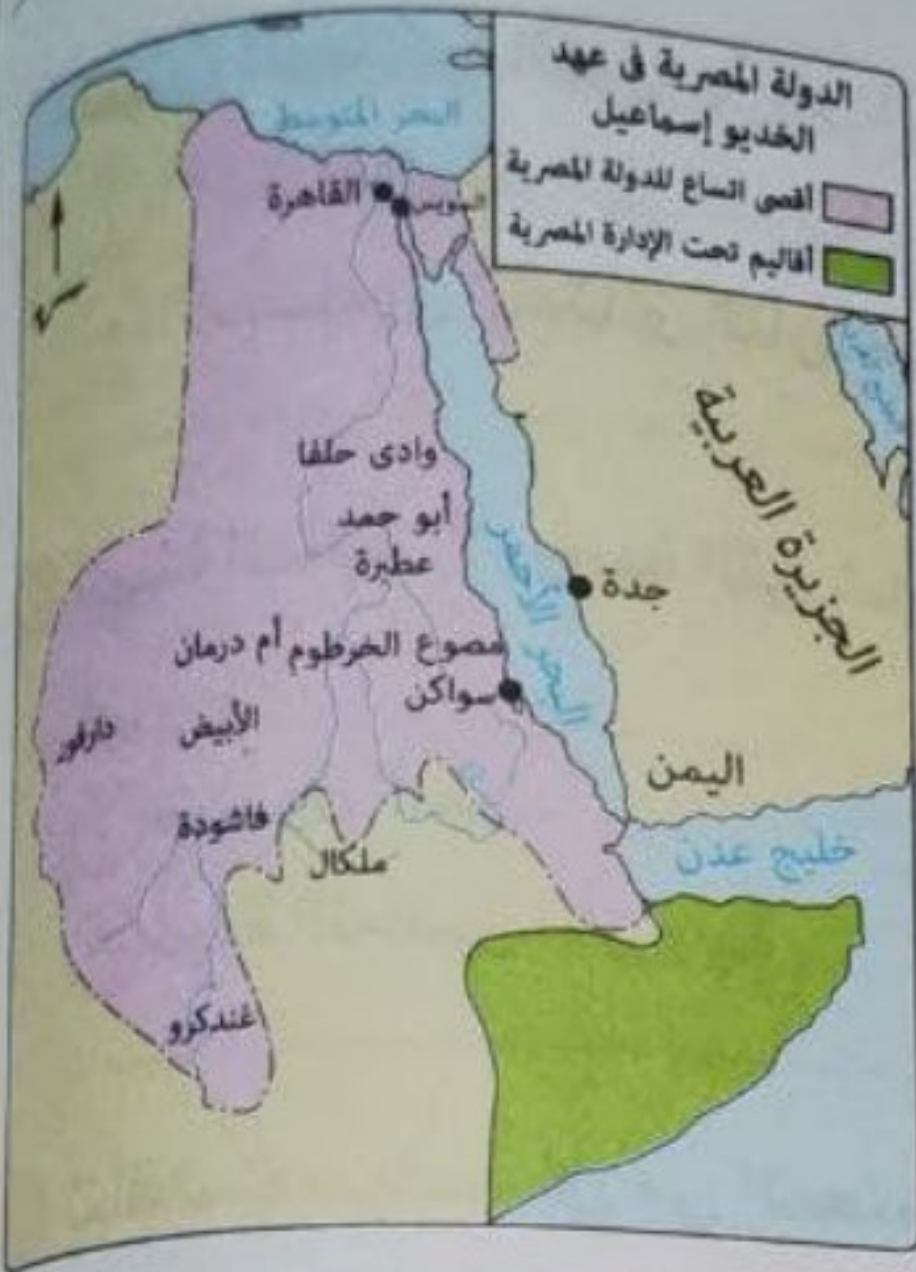 الدولة المصرية فى عهد
الخديو إسماعيل
أقصى اتساع للدولة المصرية
أقاليم تحت الإدارة المصرية
البحر المتوسط
القاهرة
السويس
وادى حلفا
أبو حمد
عطبرة
الجزيرة العربية
جدة
البحر الأحمر
مصوع الخرطوم أم درمان
سواكن
الأبيض
دارفور
اليمن
فاشودة
خليج عدن
ملكال
غندكرو